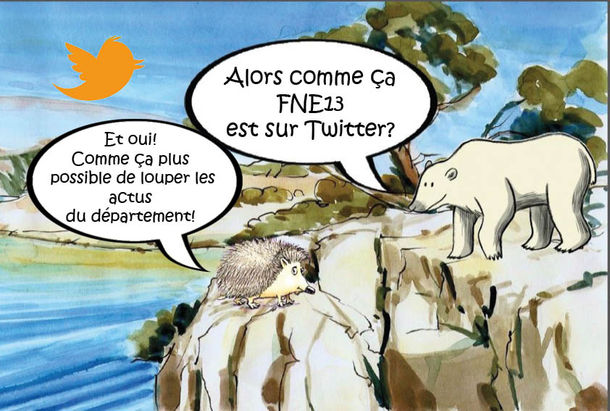 Alors comme ça
FNE13
est sur Twitter?
Et oui!
Comme ça plus
possible de louper les
actus
du département!